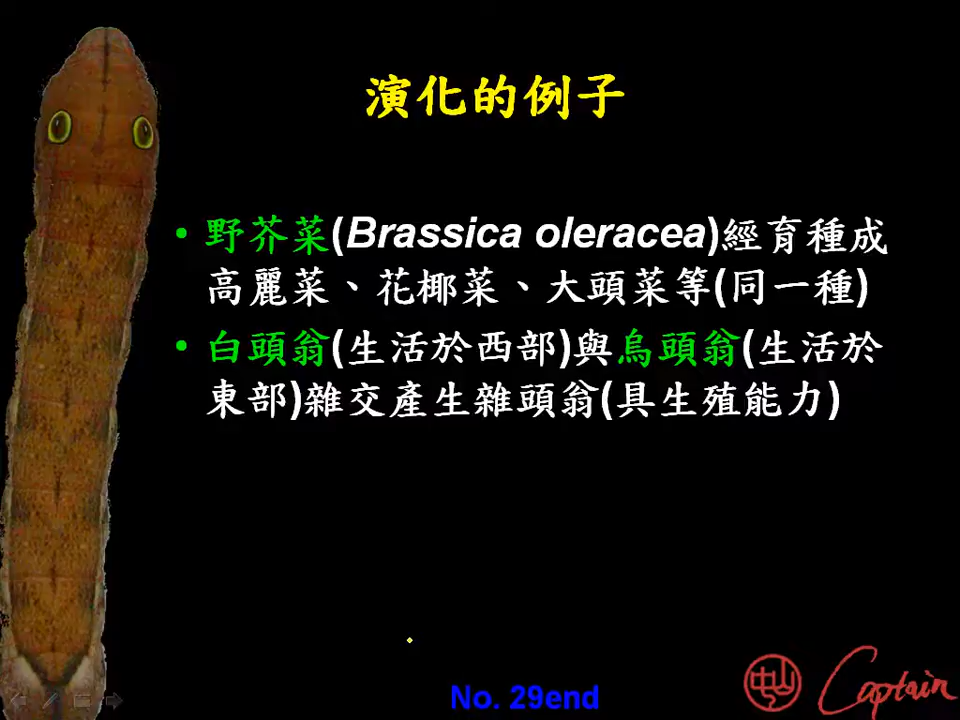 演化的例子
• 野芥菜(Brassica oleracea)經育種成
高麗菜、花椰菜、大頭菜等(同一種)
• 白頭翁(生活於西部)與烏頭翁(生活於
東部)雜交產生雜頭翁(具生殖能力)
No. 29end
Captain